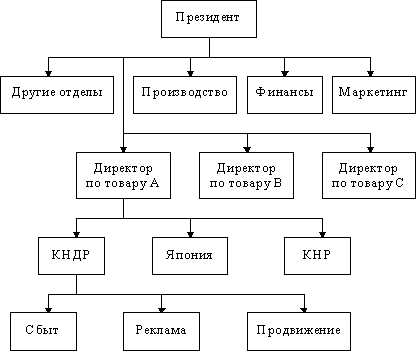 Президент
Другие отделы
Производство
Финансы
Маркетинг
Директор
по товару А
Директор
по товару В
Директор
по товару С
КНДР
Япония
КНР
Сбыт
Реклама
Продвижение